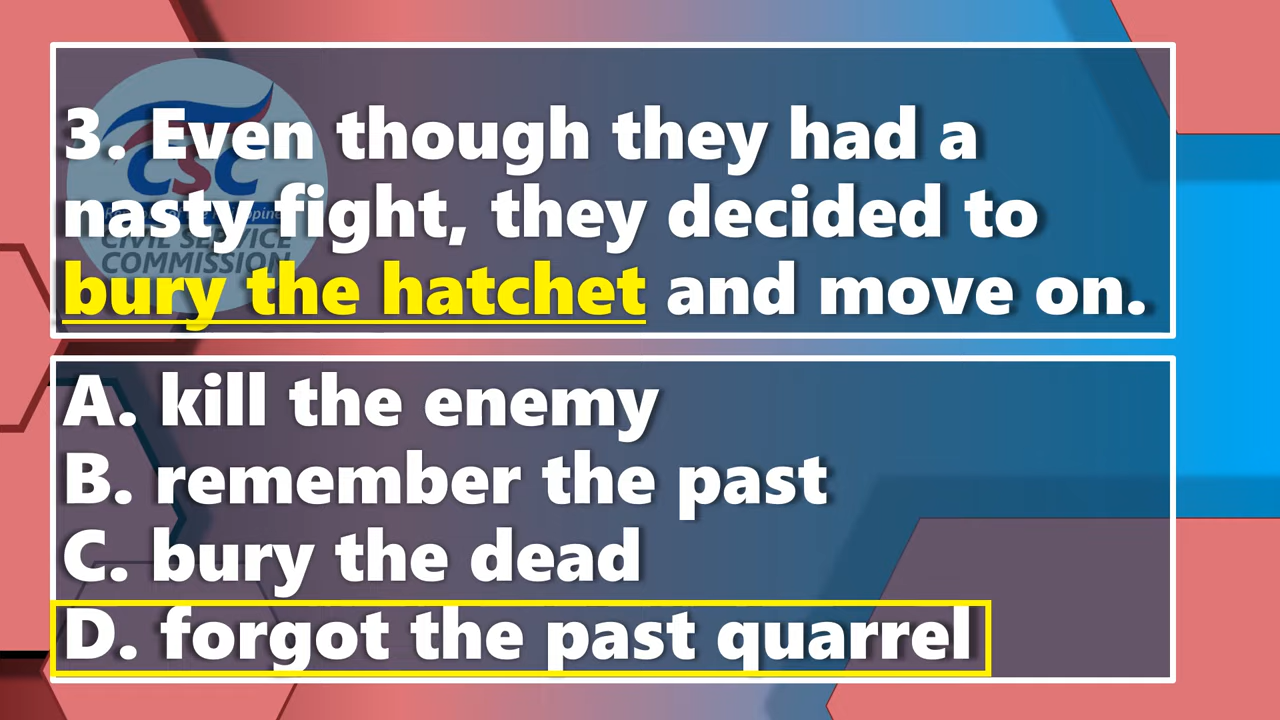 3. Even though they had a
nasty fight, they decided to
bury the hatchet and move on.
CSC
CIVIL SERVICE
COMMISSION
A. kill the enemy
B. remember the past
C. bury the dead
D. forgot the past quarrel